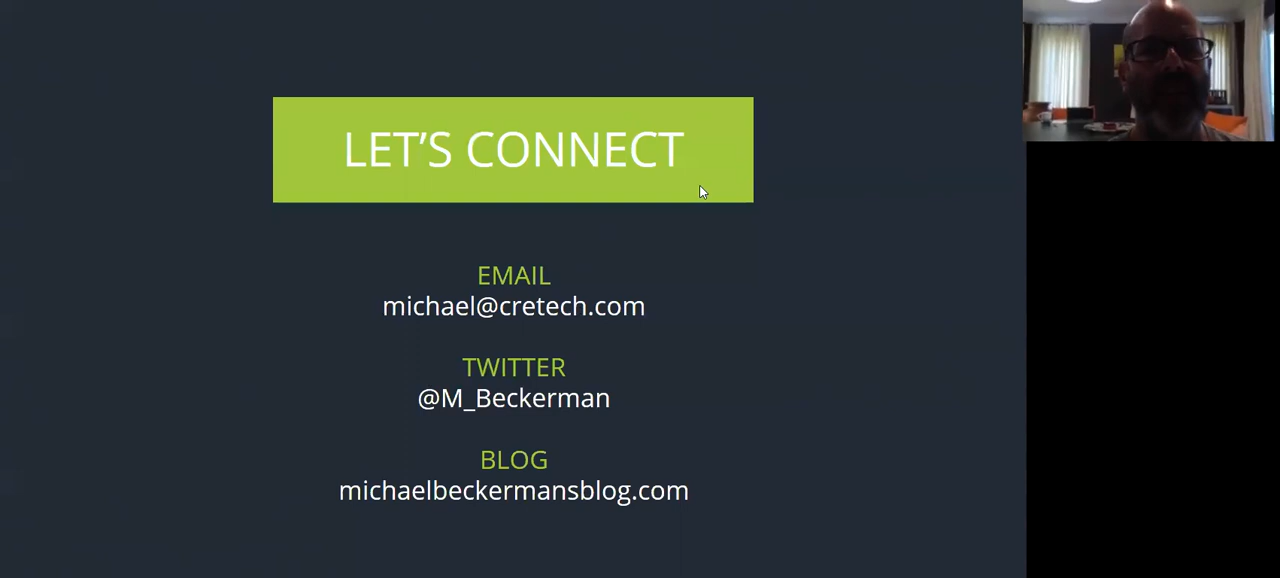 LET'S CONNECT
EMAIL
michael@cretech.com
TWITTER
@M_Beckerman
BLOG
michaelbeckermansblog.com